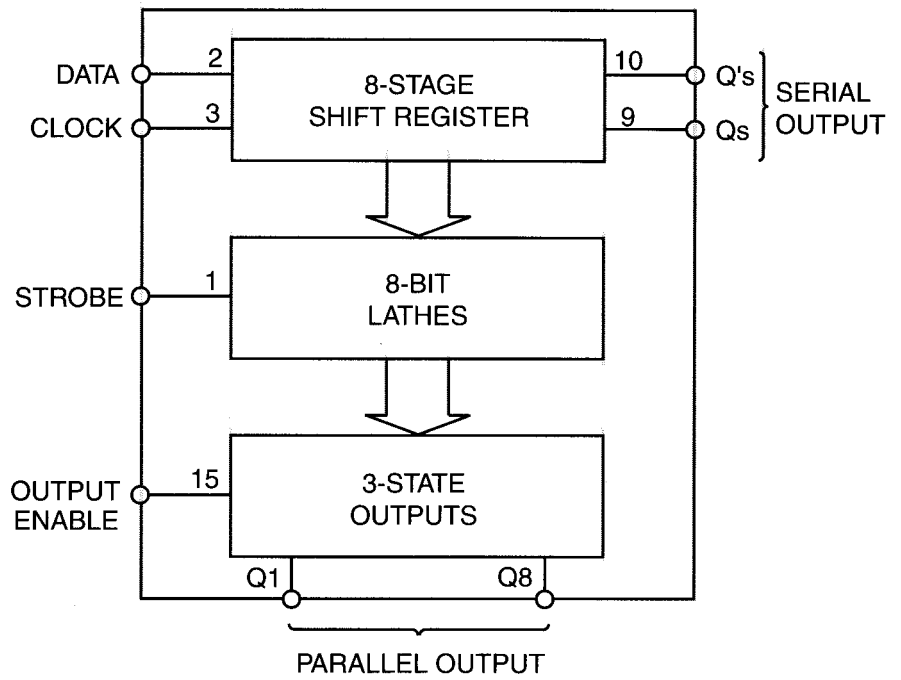 DATA
2
CLOCK
3
8-STAGE
SHIFT REGISTER
10
Q's
9
Qs
SERIAL
OUTPUT
STROBE
1
8-BIT
LATHES
OUTPUT
ENABLE
15
3-STATE
OUTPUTS
Q1
Q8
PARALLEL OUTPUT